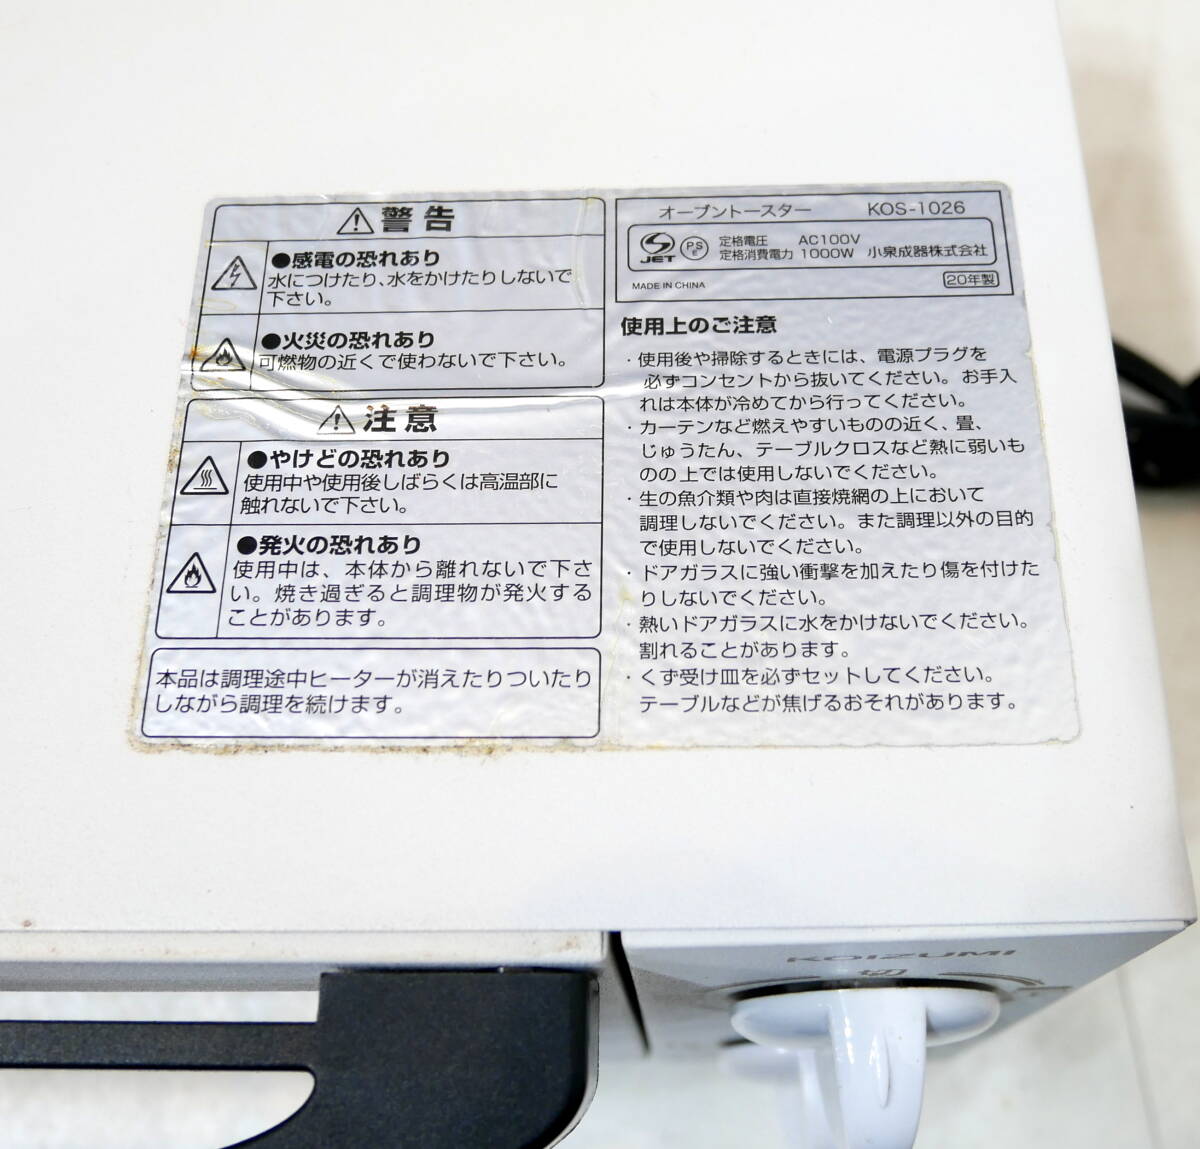 警告
●感電の恐れあり
水につけたり、水をかけたりしないで
下さい。
●火災の恐れあり
可燃物の近くで使わないで下さい。
注意
●やけどの恐れあり
使用中や使用後しばらくは高温部に
触れないで下さい。
●発火の恐れあり
使用中は、本体から離れないで下さ
い。焼き過ぎると調理物が発火する
ことがあります。
本品は調理途中ヒーターが消えたりついたり
しながら調理を続けます。
オーブントースター KOS-1026
JET
PS
E
定格電圧 AC100V
定格消費電力 1000W 小泉成器株式会社
MADE IN CHINA
20年製
使用上のご注意
・使用後や掃除するときには、電源プラグを
必ずコンセントから抜いてください。お手入
れは本体が冷めてから行ってください。
・カーテンなど燃えやすいものの近く、畳、
じゅうたん、テーブルクロスなど熱に弱いも
のの上では使用しないでください。
・生の魚介類や肉は直接焼網の上において
調理しないでください。また調理以外の目的
で使用しないでください。
・ドアガラスに強い衝撃を加えたり傷を付けた
りしないでください。
・熱いドアガラスに水をかけないでください。
割れることがあります。
・くず受け皿を必ずセットしてください。
テーブルなどが焦げるおそれがあります。
KOIZUMI
切